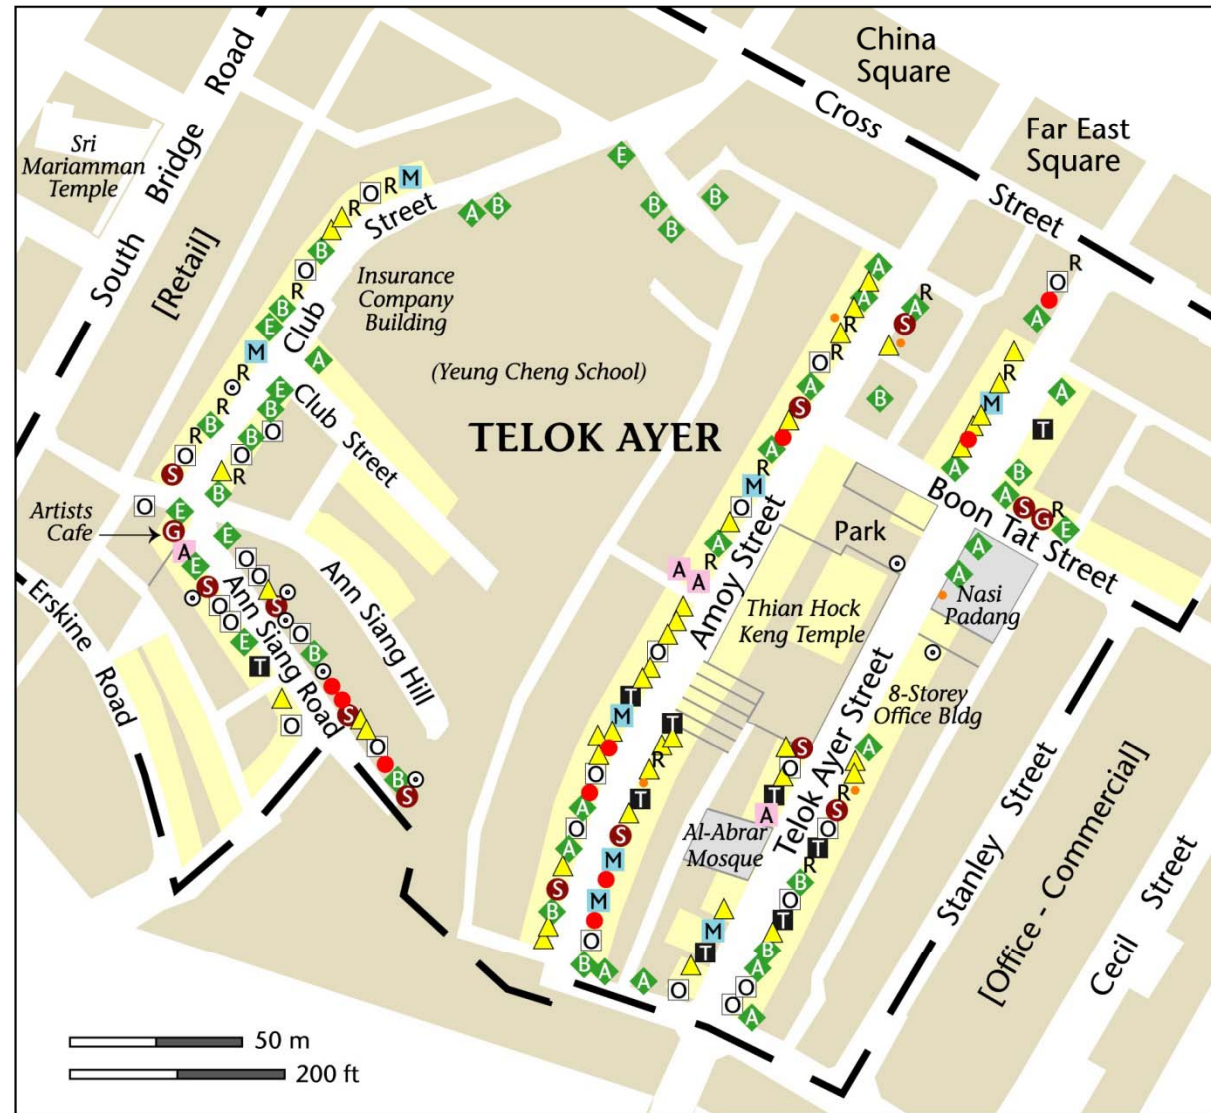 China
Square
Cross
Street
Far East
Square
Sri
Mariamman
Temple
South Bridge Road
[Retail]
Club Street
Insurance
Company
Building
(Yeung Cheng School)
TELOK AYER
Club Street
Artists
Cafe
Ann Siang Road
Ann Siang Hill
Erskine Road
Amoy Street
Park
Boon Tat Street
Thian Hock
Keng Temple
Nasi
Padang
8-Storey
Office Bldg
Telok Ayer Street
Al-Abrar
Mosque
Stanley Street
[Office - Commercial]
Cecil Street
50 m
200 ft